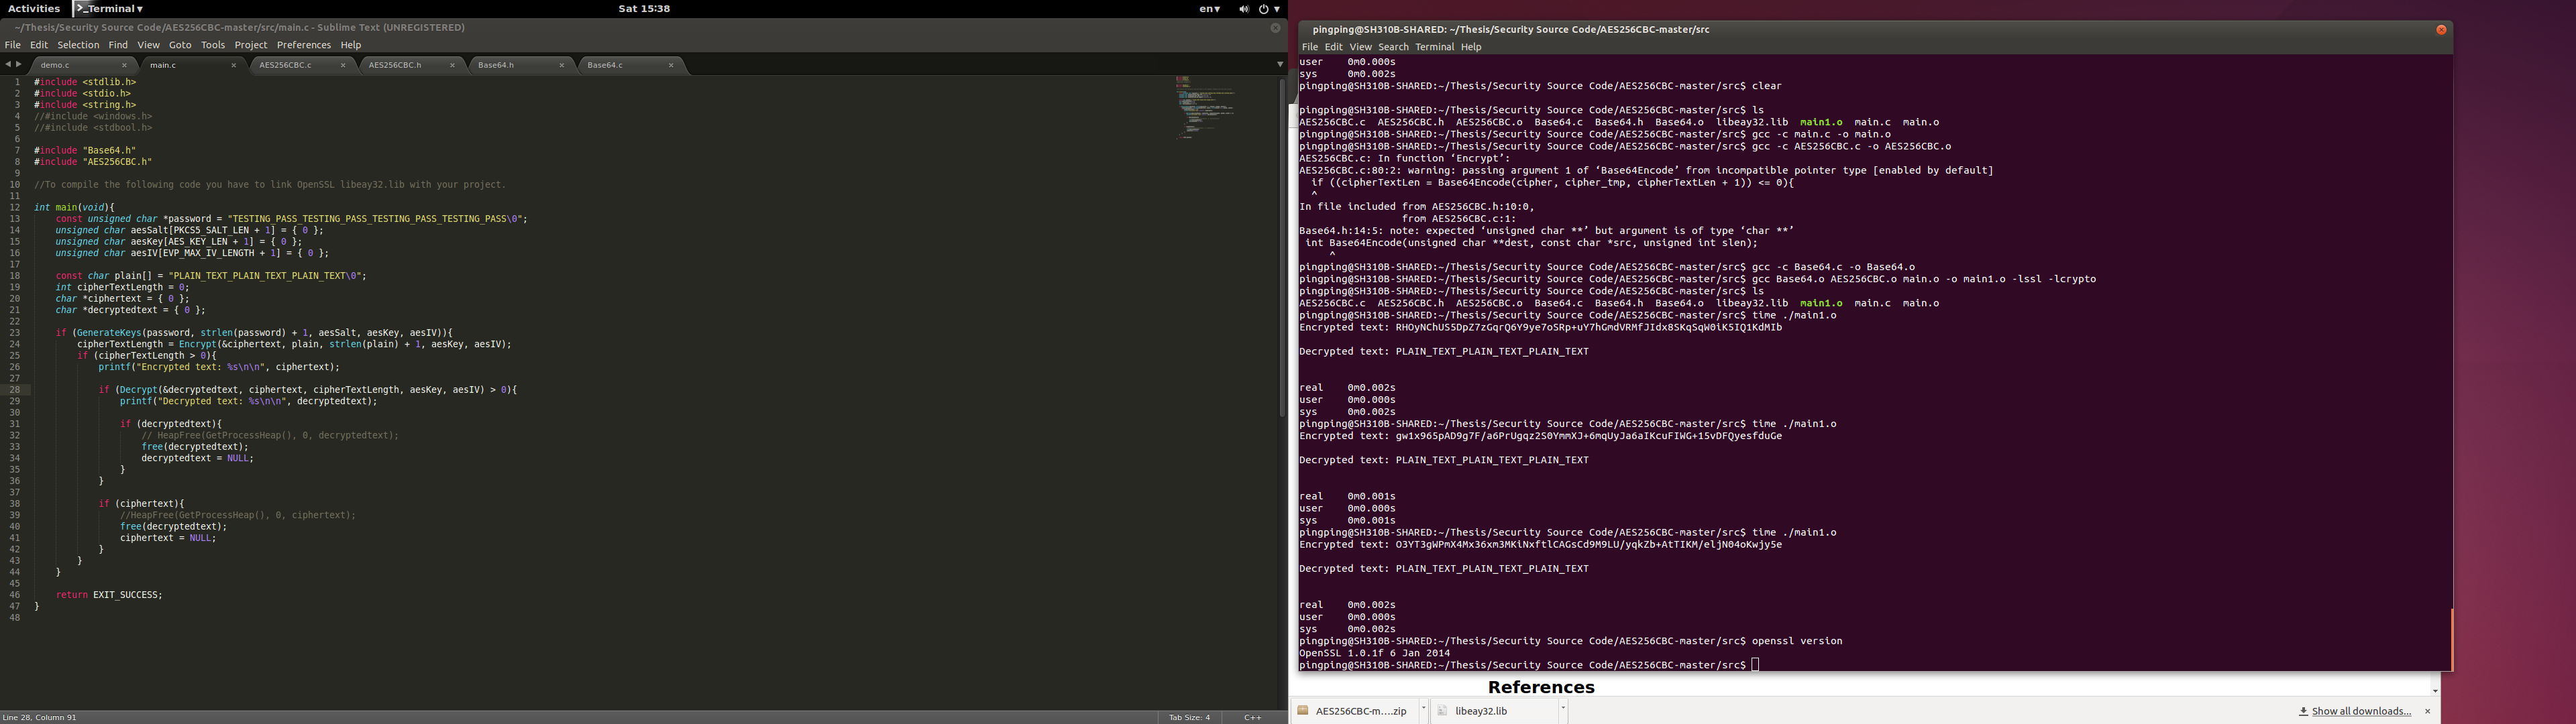 Activities Terminal Sat 15:38 en
~/Thesis/Security Source Code/AES256CBC-master/src/main.c - Sublime Text (UNREGISTERED)
File Edit Selection Find View Goto Tools Project Preferences Help
demo.c main.c AES256CBC.c AES256CBC.h Base64.h Base64.c
1 #include <stdlib.h>
2 #include <stdio.h>
3 #include <string.h>
4 //#include <windows.h>
5 //#include <stdbool.h>
6
7 #include "Base64.h"
8 #include "AES256CBC.h"
9
10 //To compile the following code you have to link OpenSSL libeay32.lib with your project.
11
12 int main(void){
13 const unsigned char *password = "TESTING_PASS_TESTING_PASS_TESTING_PASS_TESTING_PASS\0";
14 unsigned char aesSalt[PKCS5_SALT_LEN + 1] = { 0 };
15 unsigned char aesKey[AES_KEY_LEN + 1] = { 0 };
16 unsigned char aesIV[EVP_MAX_IV_LENGTH + 1] = { 0 };
17
18 const char plain[] = "PLAIN_TEXT_PLAIN_TEXT_PLAIN_TEXT\0";
19 int cipherTextLength = 0;
20 char *ciphertext = { 0 };
21 char *decryptedtext = { 0 };
22
23 if (GenerateKeys(password, strlen(password) + 1, aesSalt, aesKey, aesIV)){
24 cipherTextLength = Encrypt(&ciphertext, plain, strlen(plain) + 1, aesKey, aesIV);
25 if (cipherTextLength > 0){
26 printf("Encrypted text: %s\n\n", ciphertext);
27
28 if (Decrypt(&decryptedtext, ciphertext, cipherTextLength, aesKey, aesIV) > 0){
29 printf("Decrypted text: %s\n\n", decryptedtext);
30
31 if (decryptedtext){
32 // HeapFree(GetProcessHeap(), 0, decryptedtext);
33 free(decryptedtext);
34 decryptedtext = NULL;
35 }
36 }
37
38 if (ciphertext){
39 //HeapFree(GetProcessHeap(), 0, ciphertext);
40 free(decryptedtext);
41 ciphertext = NULL;
42 }
43 }
44 }
45
46 return EXIT_SUCCESS;
47 }
48
Line 28, Column 91 Tab Size: 4 C++
pingping@SH310B-SHARED: ~/Thesis/Security Source Code/AES256CBC-master/src
File Edit View Search Terminal Help
user 0m0.000s
sys 0m0.002s
pingping@SH310B-SHARED:~/Thesis/Security Source Code/AES256CBC-master/src$ clear
pingping@SH310B-SHARED:~/Thesis/Security Source Code/AES256CBC-master/src$ ls
AES256CBC.c AES256CBC.h AES256CBC.o Base64.c Base64.h Base64.o libeay32.lib main1.o main.c main.o
pingping@SH310B-SHARED:~/Thesis/Security Source Code/AES256CBC-master/src$ gcc -c main.c -o main.o
pingping@SH310B-SHARED:~/Thesis/Security Source Code/AES256CBC-master/src$ gcc -c AES256CBC.c -o AES256CBC.o
AES256CBC.c: In function ‘Encrypt’:
AES256CBC.c:80:2: warning: passing argument 1 of ‘Base64Encode’ from incompatible pointer type [enabled by default]
if ((cipherTextLen = Base64Encode(cipher, cipher_tmp, cipherTextLen + 1)) <= 0){
^
In file included from AES256CBC.h:10:0,
from AES256CBC.c:1:
Base64.h:14:5: note: expected ‘unsigned char **’ but argument is of type ‘char **’
int Base64Encode(unsigned char **dest, const char *src, unsigned int slen);
^
pingping@SH310B-SHARED:~/Thesis/Security Source Code/AES256CBC-master/src$ gcc -c Base64.c -o Base64.o
pingping@SH310B-SHARED:~/Thesis/Security Source Code/AES256CBC-master/src$ gcc Base64.o AES256CBC.o main.o -o main1.o -lssl -lcrypto
pingping@SH310B-SHARED:~/Thesis/Security Source Code/AES256CBC-master/src$ ls
AES256CBC.c AES256CBC.h AES256CBC.o Base64.c Base64.h Base64.o libeay32.lib main1.o main.c main.o
pingping@SH310B-SHARED:~/Thesis/Security Source Code/AES256CBC-master/src$ time ./main1.o
Encrypted text: RHOyNChUS5DpZ7zGqrQ6Y9ye7oSRp+uY7hGmdVRMfJIdx8SKqSqW0iK5IQ1KdMIb
Decrypted text: PLAIN_TEXT_PLAIN_TEXT_PLAIN_TEXT
real 0m0.002s
user 0m0.000s
sys 0m0.002s
pingping@SH310B-SHARED:~/Thesis/Security Source Code/AES256CBC-master/src$ time ./main1.o
Encrypted text: gw1x965pAD9g7F/a6PrUgqz2S0YmmXJ+6mqUyJa6aIKcuFIWG+15vDFQyesfduGe
Decrypted text: PLAIN_TEXT_PLAIN_TEXT_PLAIN_TEXT
real 0m0.001s
user 0m0.000s
sys 0m0.001s
pingping@SH310B-SHARED:~/Thesis/Security Source Code/AES256CBC-master/src$ time ./main1.o
Encrypted text: O3YT3gWPmX4Mx36xm3MKiNxftlCAGsCd9M9LU/yqkZb+AtTIKM/eljN04oKwjy5e
Decrypted text: PLAIN_TEXT_PLAIN_TEXT_PLAIN_TEXT
real 0m0.002s
user 0m0.000s
sys 0m0.002s
pingping@SH310B-SHARED:~/Thesis/Security Source Code/AES256CBC-master/src$ openssl version
OpenSSL 1.0.1f 6 Jan 2014
pingping@SH310B-SHARED:~/Thesis/Security Source Code/AES256CBC-master/src$
References
AES256CBC-m....zip libeay32.lib Show all downloads...